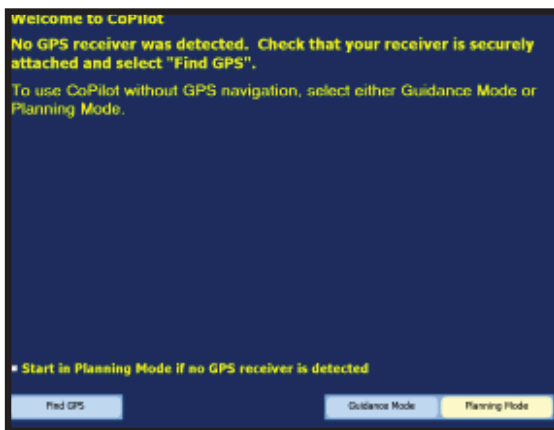 Welcome to CoPilot
No GPS receiver was detected. Check that your receiver is securely
attached and select "Find GPS".
To use CoPilot without GPS navigation, select either Guidance Mode or
Planning Mode.
Start in Planning Mode if no GPS receiver is detected
Find GPS
Guidance Mode
Planning Mode